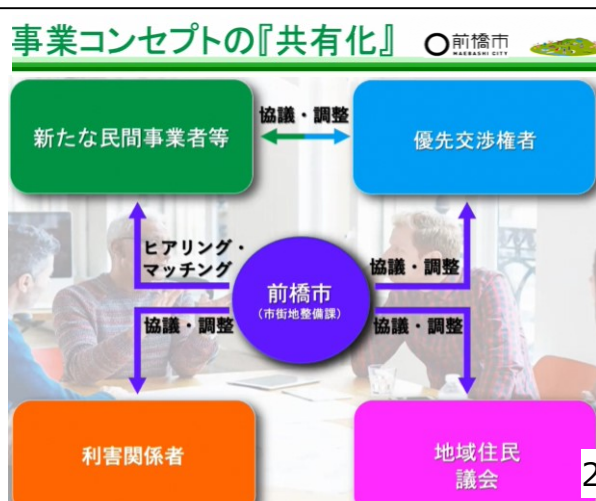 事業コンセプトの『共有化』
前橋市
MAEBASHI CITY
協議・調整
新たな民間事業者等
優先交渉権者
ヒアリング・
マッチング
協議・調整
前橋市
(市街地整備課)
協議・調整
協議・調整
利害関係者
地域住民
議会
2